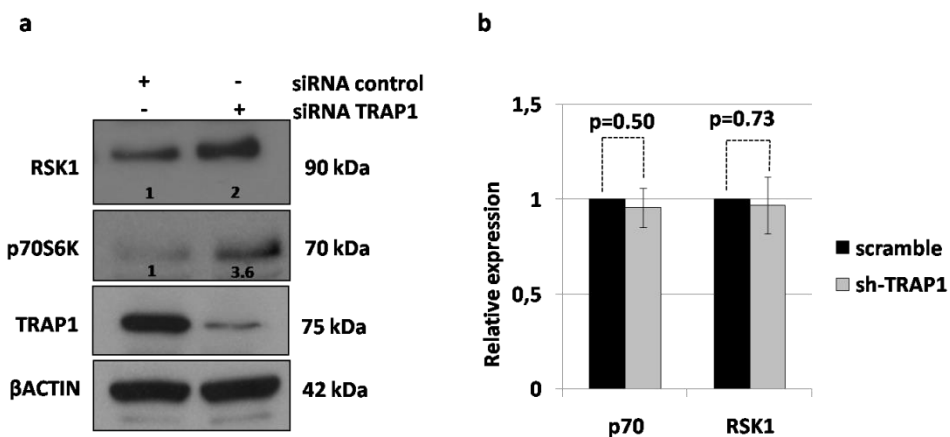 a
+ - siRNA control
- + siRNA TRAP1
RSK1 90 kDa
1 2
p70S6K 70 kDa
1 3.6
TRAP1 75 kDa
βACTIN 42 kDa
b
Relative expression
1,5
1
0,5
0
p=0.50 p=0.73
p70 RSK1
scramble
sh-TRAP1